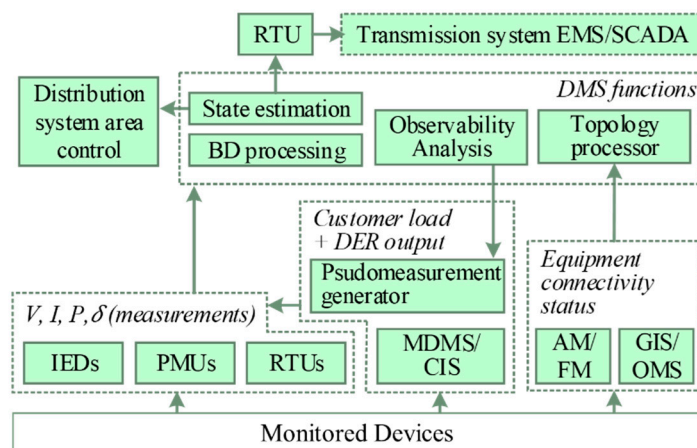 RTU
Transmission system EMS/SCADA
DMS functions
Distribution
system area
control
State estimation
BD processing
Observability
Analysis
Topology
processor
Customer load
+ DER output
Psudomeasurement
generator
Equipment
connectivity
status
V, I, P, δ (measurements)
IEDs
PMUs
RTUs
MDMS/
CIS
AM/
FM
GIS/
OMS
Monitored Devices